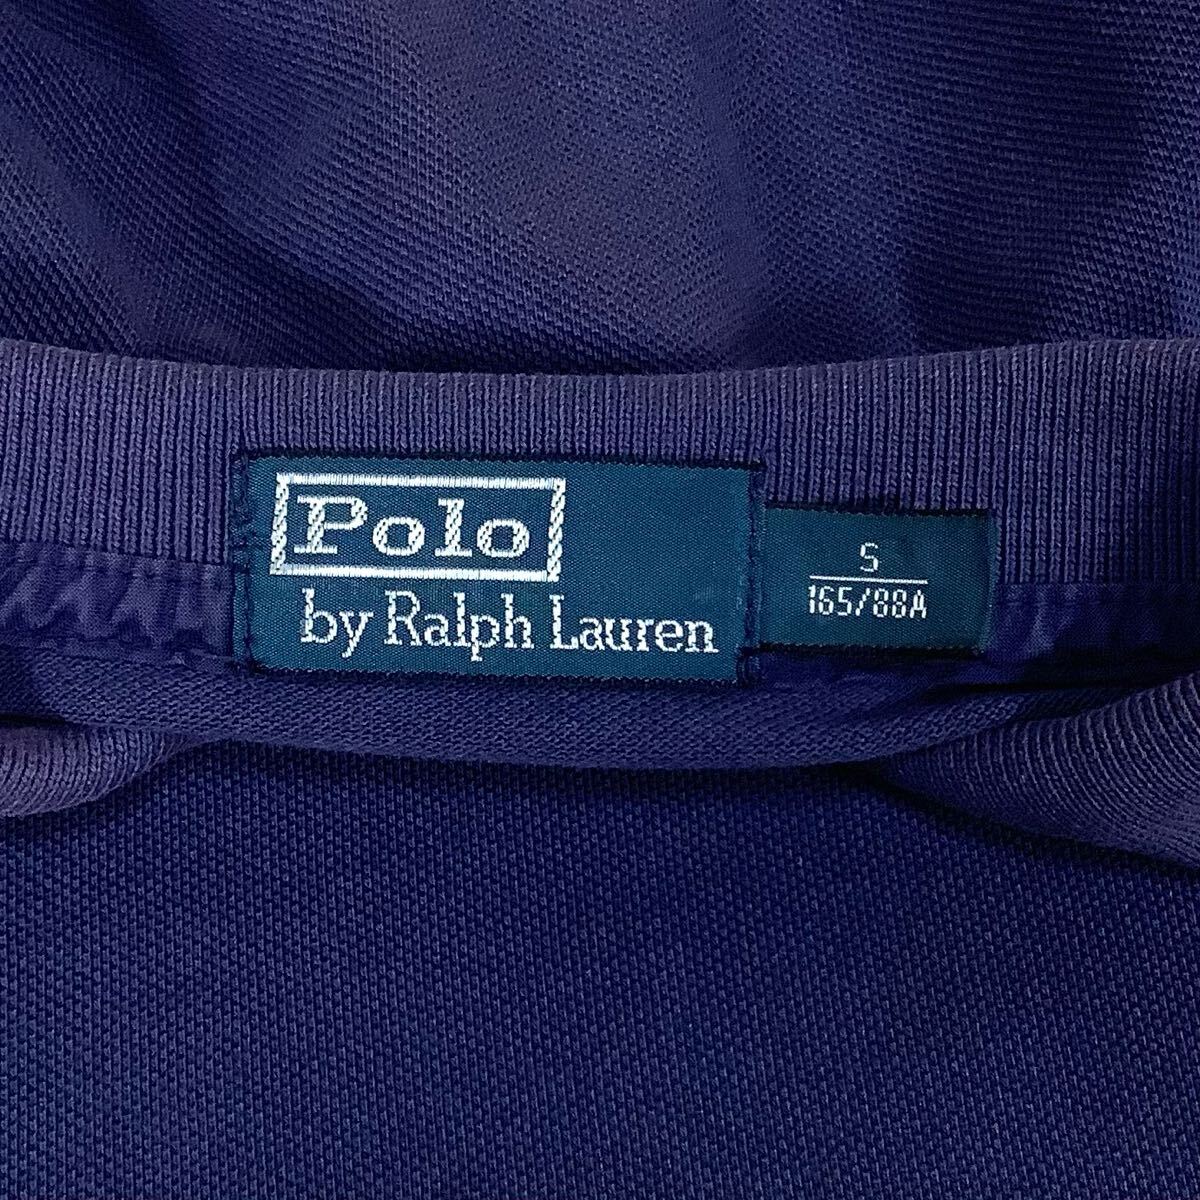 Polo
by Ralph Lauren
S
165/88A